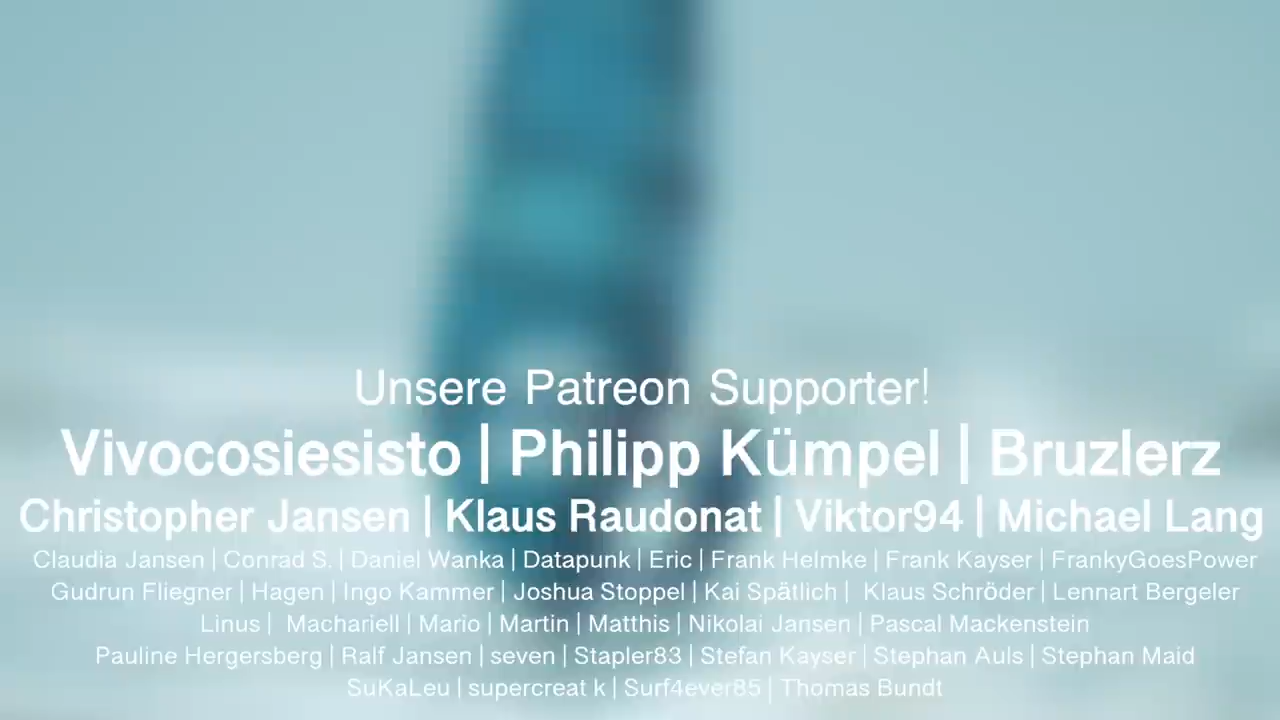 Unsere Patreon Supporter!
Vivocosiesisto | Philipp Kümpel | Bruzlerz
Christopher Jansen | Klaus Raudonat | Viktor94 | Michael Lang
Claudia Jansen | Conrad S. | Daniel Wanka | Datapunk | Eric | Frank Helmke | Frank Kayser | FrankyGoesPower
Gudrun Fliegner | Hagen | Ingo Kammer | Joshua Stoppel | Kai Spätlich | Klaus Schröder | Lennart Bergeler
Linus | Machariell | Mario | Martin | Matthis | Nikolai Jansen | Pascal Mackenstein
Pauline Hergersberg | Ralf Jansen | seven | Stapler83 | Stefan Kayser | Stephan Auls | Stephan Maid
SuKaLeu | supercreat k | Surf4ever85 | Thomas Bundt